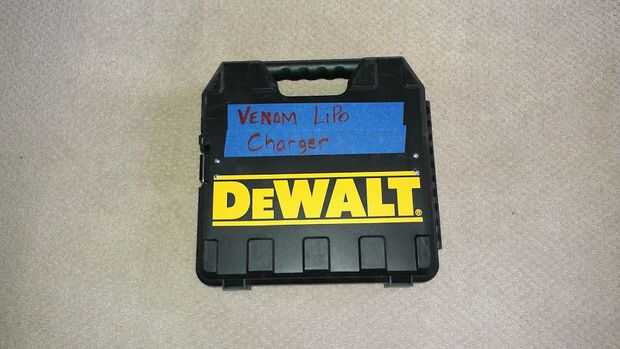 VENOM LiPo
Charger
DEWALT®